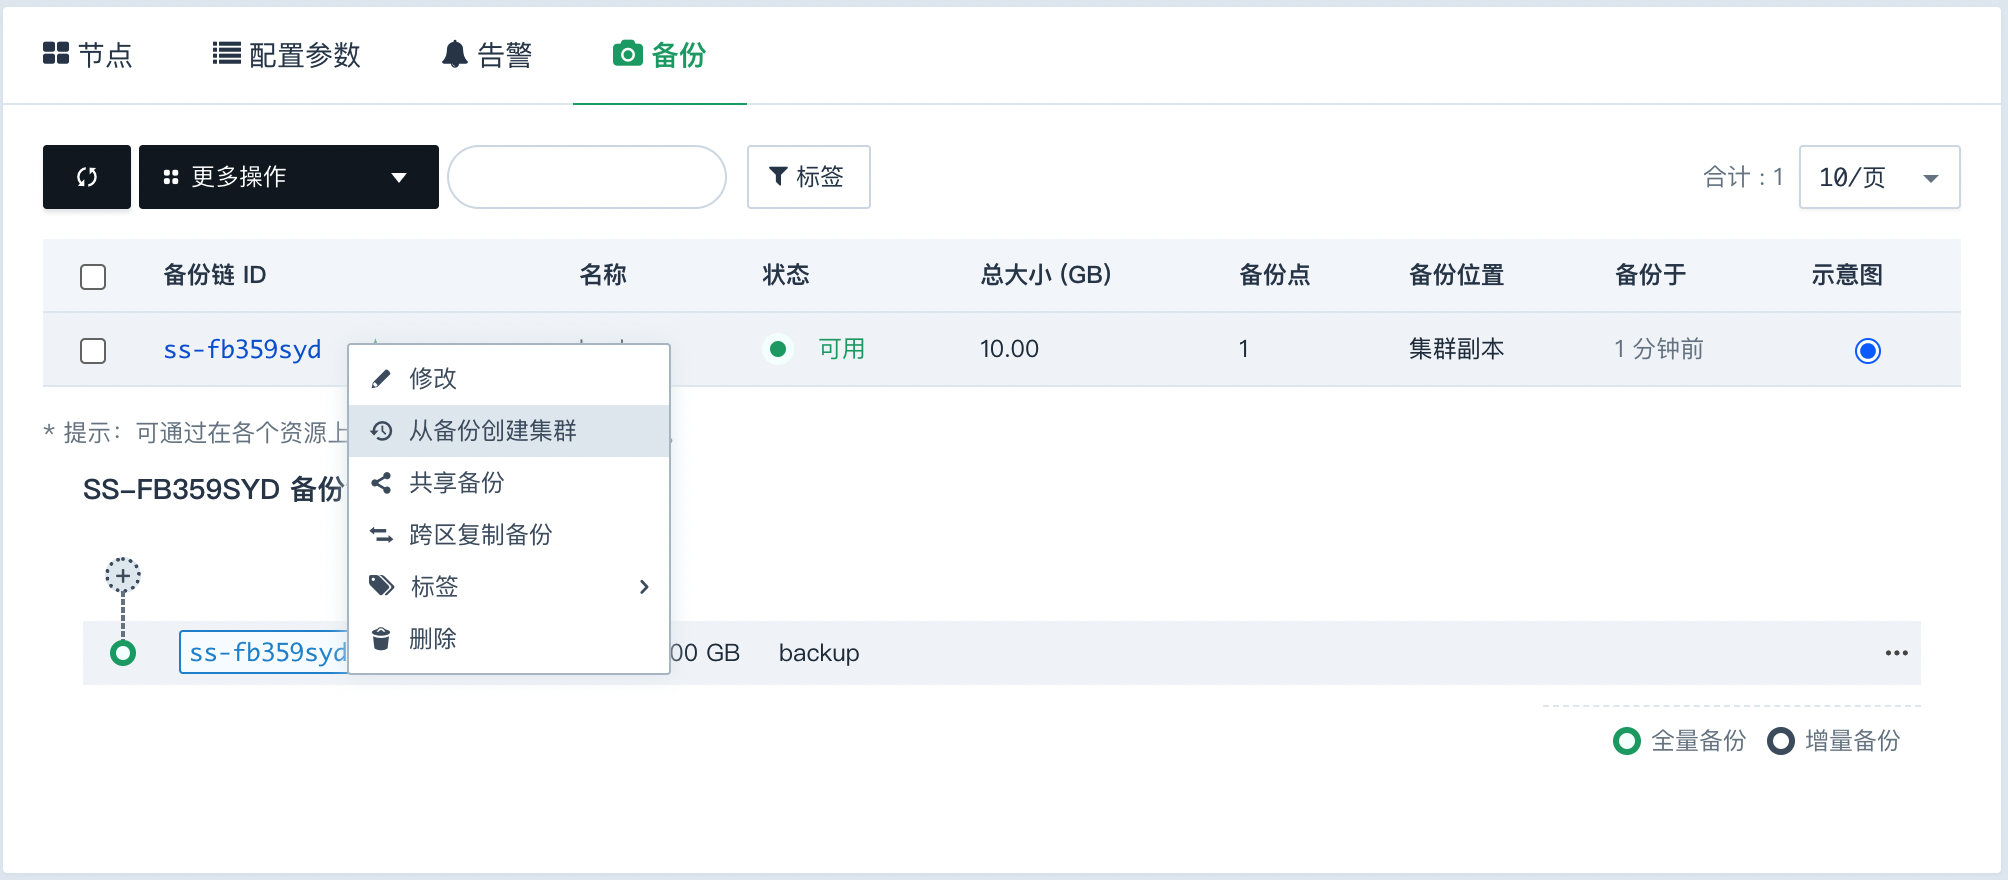 节点 配置参数 告警 备份
更多操作 标签 合计：1 10/页
备份链 ID 名称 状态 总大小 (GB) 备份点 备份位置 备份于 示意图
ss-fb359syd 可用 10.00 1 集群副本 1 分钟前
修改
从备份创建集群
共享备份
跨区复制备份
标签
删除
* 提示：可通过在各个资源上
SS-FB359SYD 备份
ss-fb359syd 00 GB backup
全量备份 增量备份